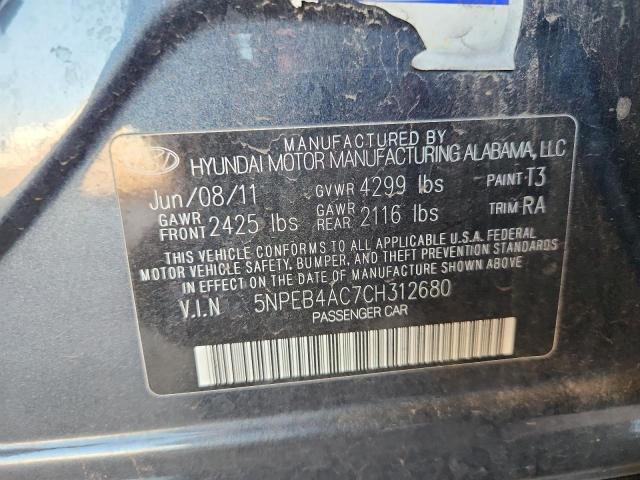 MANUFACTURED BY
HYUNDAI MOTOR MANUFACTURING ALABAMA, LLC
Jun/08/11 GVWR 4299 lbs PAINT T3
GAWR FRONT 2425 lbs GAWR REAR 2116 lbs TRIM RA
THIS VEHICLE CONFORMS TO ALL APPLICABLE U.S.A. FEDERAL
MOTOR VEHICLE SAFETY, BUMPER, AND THEFT PREVENTION STANDARDS
IN EFFECT ON THE DATE OF MANUFACTURE SHOWN ABOVE.
V.I.N 5NPEB4AC7CH312680
PASSENGER CAR